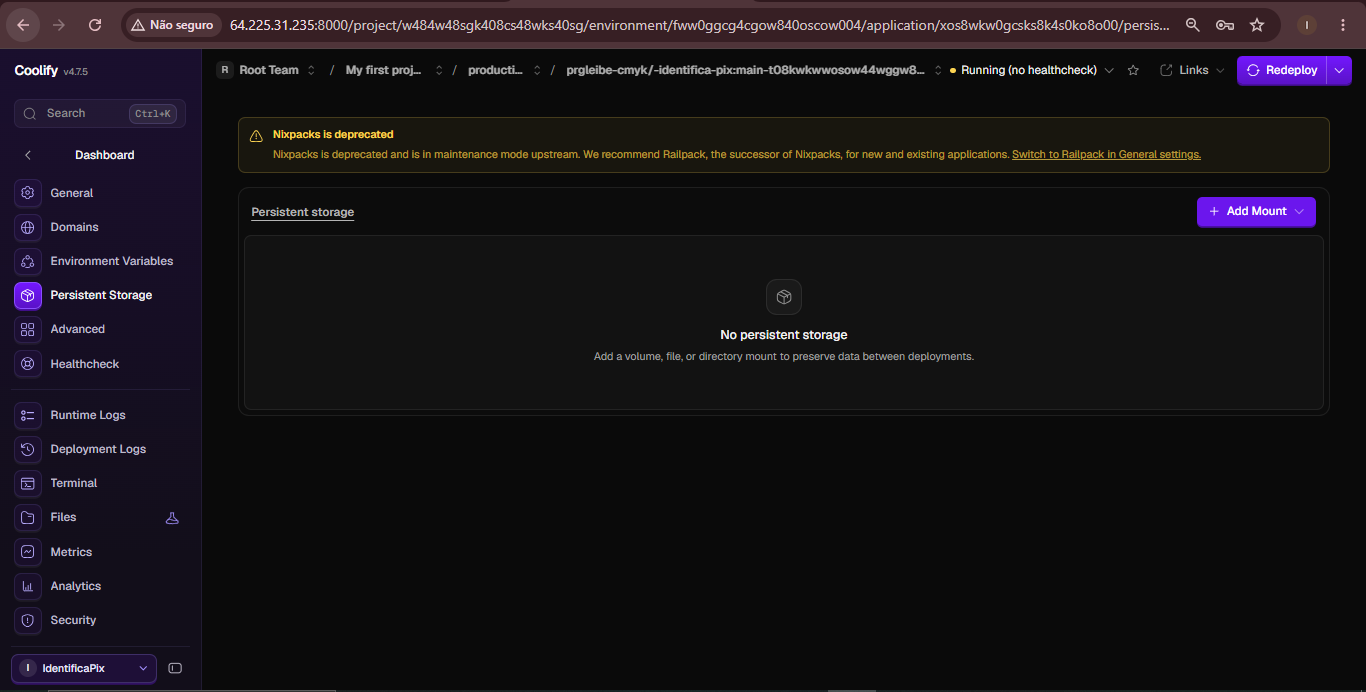 Não seguro
64.225.31.235:8000/project/w484w48sgk408cs48wks40sg/environment/fww0ggcg4cgow840oscow004/application/xos8wkw0gcsks8k4s0ko8o00/persis...
I
Coolify v4.7.5
R Root Team / My first proj... / producti... / prgleibe-cmyk/-identifica-pix:main-t08kwkwwosow44wggw8... Running (no healthcheck) Links Redeploy
Search Ctrl+K
Dashboard
General
Domains
Environment Variables
Persistent Storage
Advanced
Healthcheck
Runtime Logs
Deployment Logs
Terminal
Files
Metrics
Analytics
Security
I IdentificaPix
Nixpacks is deprecated
Nixpacks is deprecated and is in maintenance mode upstream. We recommend Railpack, the successor of Nixpacks, for new and existing applications. Switch to Railpack in General settings.
Persistent storage
+ Add Mount
No persistent storage
Add a volume, file, or directory mount to preserve data between deployments.